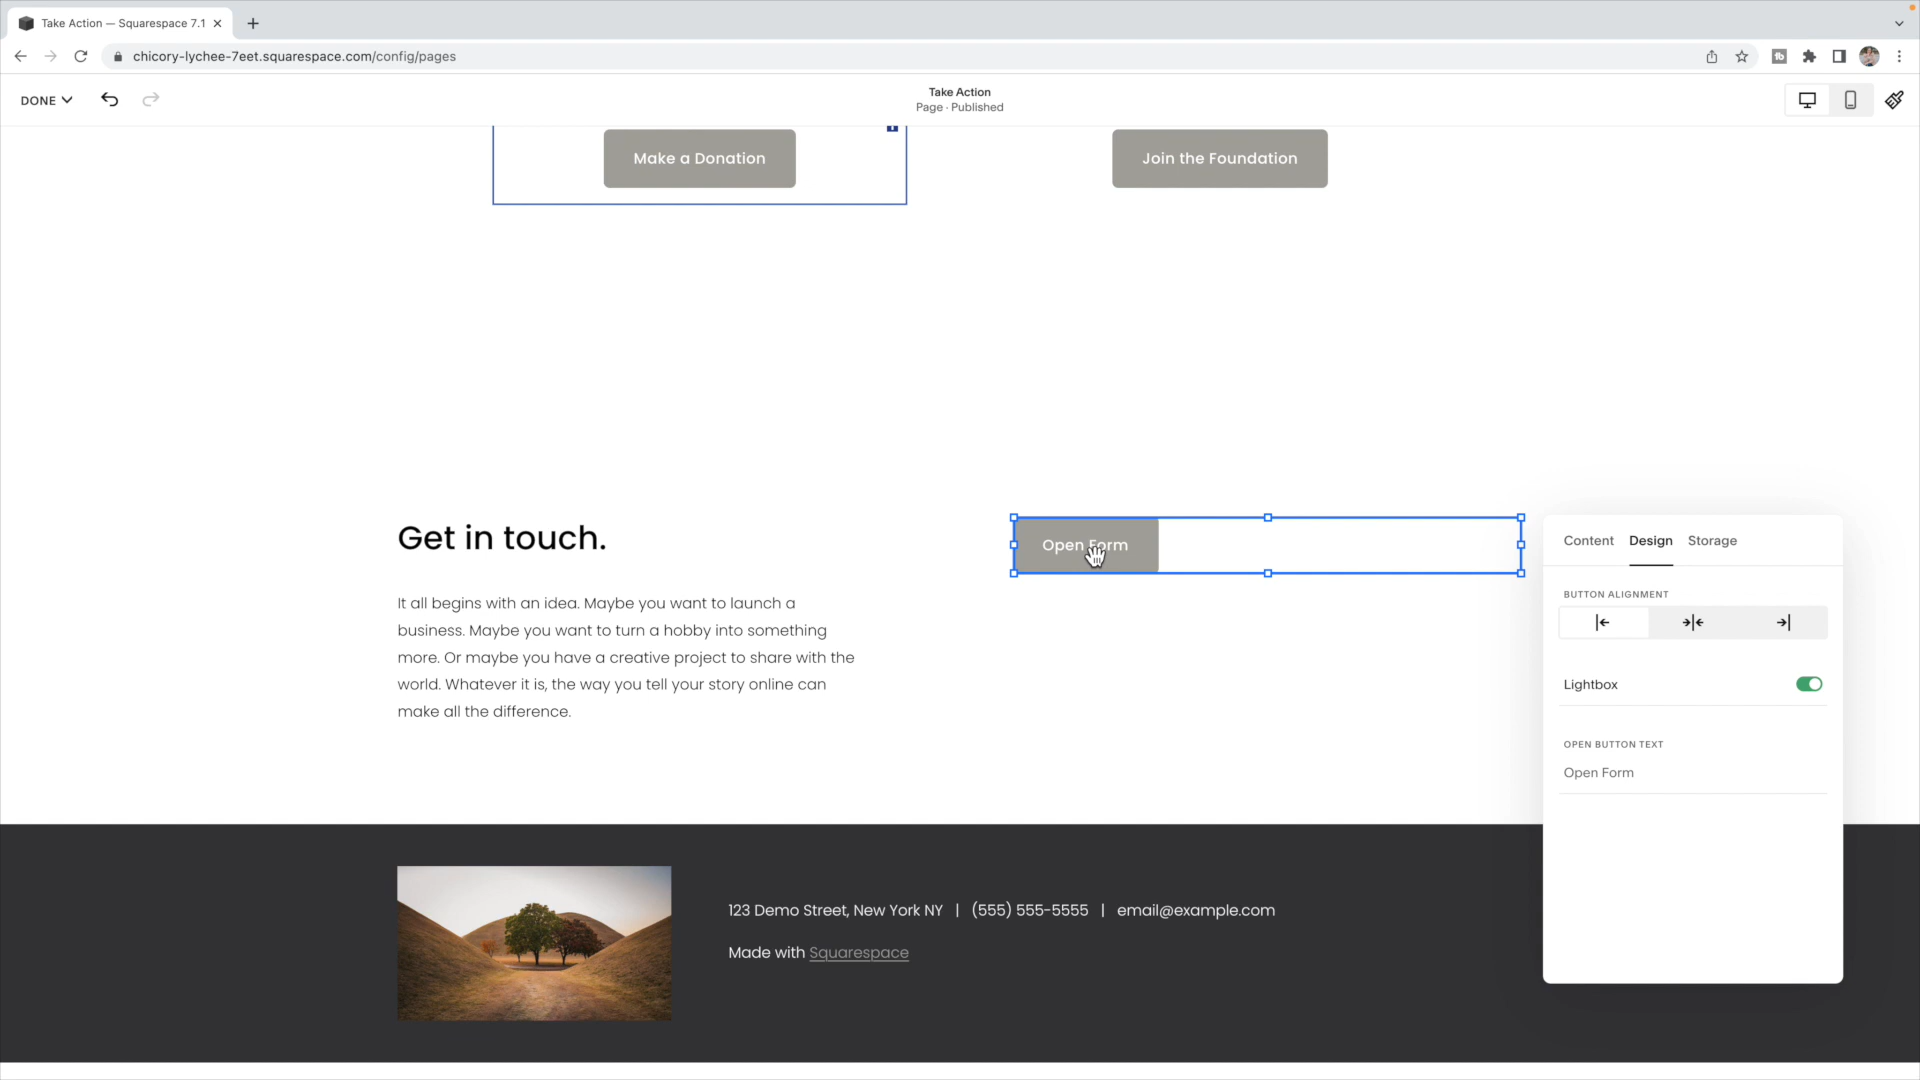 Take Action — Squarespace 7.1
chicory-lychee-7eet.squarespace.com/config/pages
DONE
Take Action
Page · Published
Make a Donation
Join the Foundation
Get in touch.
Open Form
It all begins with an idea. Maybe you want to launch a
business. Maybe you want to turn a hobby into something
more. Or maybe you have a creative project to share with the
world. Whatever it is, the way you tell your story online can
make all the difference.
Content Design Storage
BUTTON ALIGNMENT
Lightbox
OPEN BUTTON TEXT
Open Form
123 Demo Street, New York NY | (555) 555-5555 | email@example.com
Made with Squarespace